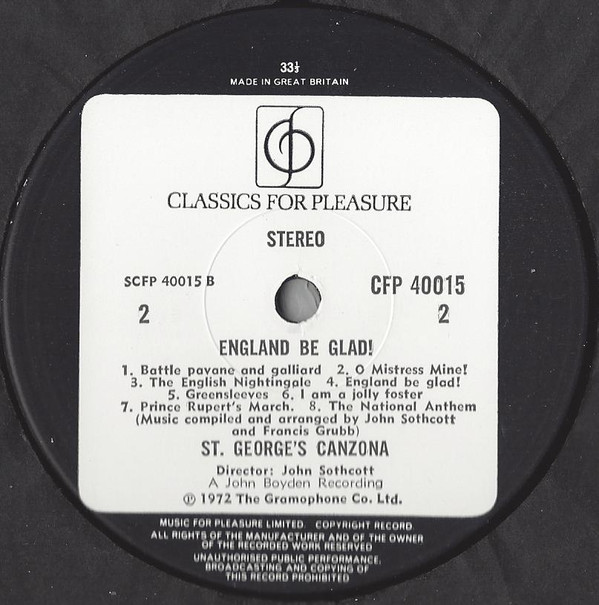 33⅓
MADE IN GREAT BRITAIN
CLASSICS FOR PLEASURE
STEREO
SCFP 40015 B
CFP 40015
2
2
ENGLAND BE GLAD!
1. Battle pavane and galliard 2. O Mistress Mine!
3. The English Nightingale 4. England be glad!
5. Greensleeves 6. I am a jolly foster
7. Prince Rupert's March. 8. The National Anthem
(Music compiled and arranged by John Sothcott
and Francis Grubb)
ST. GEORGE'S CANZONA
Director: John Sothcott
A John Boyden Recording
℗ 1972 The Gramophone Co. Ltd.
MUSIC FOR PLEASURE LIMITED. COPYRIGHT RECORD
ALL RIGHTS OF THE MANUFACTURER AND OF THE OWNER
OF THE RECORDED WORK RESERVED
UNAUTHORISED PUBLIC PERFORMANCE,
BROADCASTING AND COPYING OF
THIS RECORD PROHIBITED